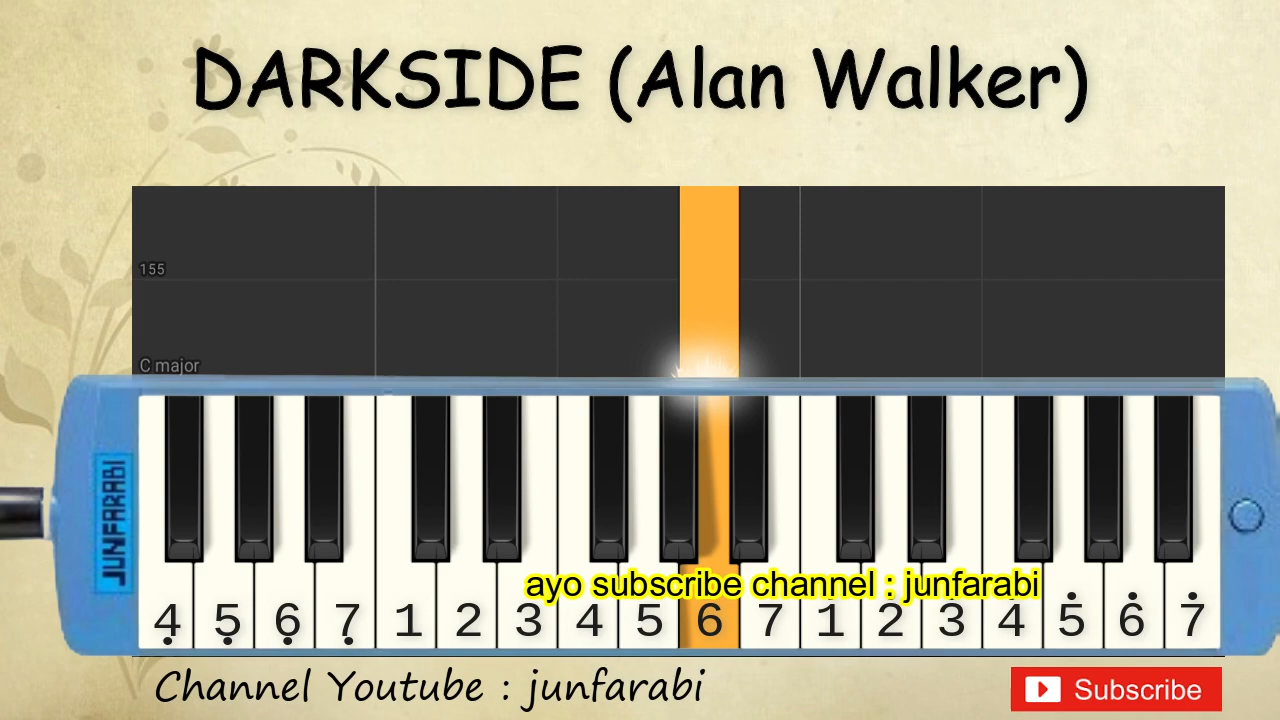 DARKSIDE (Alan Walker)
155
C major
JUNFARABI
ayo subscribe channel : junfarabi
4̣ 5̣ 6̣ 7̣ 1 2 3 4 5 6 7 1 2 3 4 5̇ 6̇ 7̇
Channel Youtube : junfarabi
Subscribe